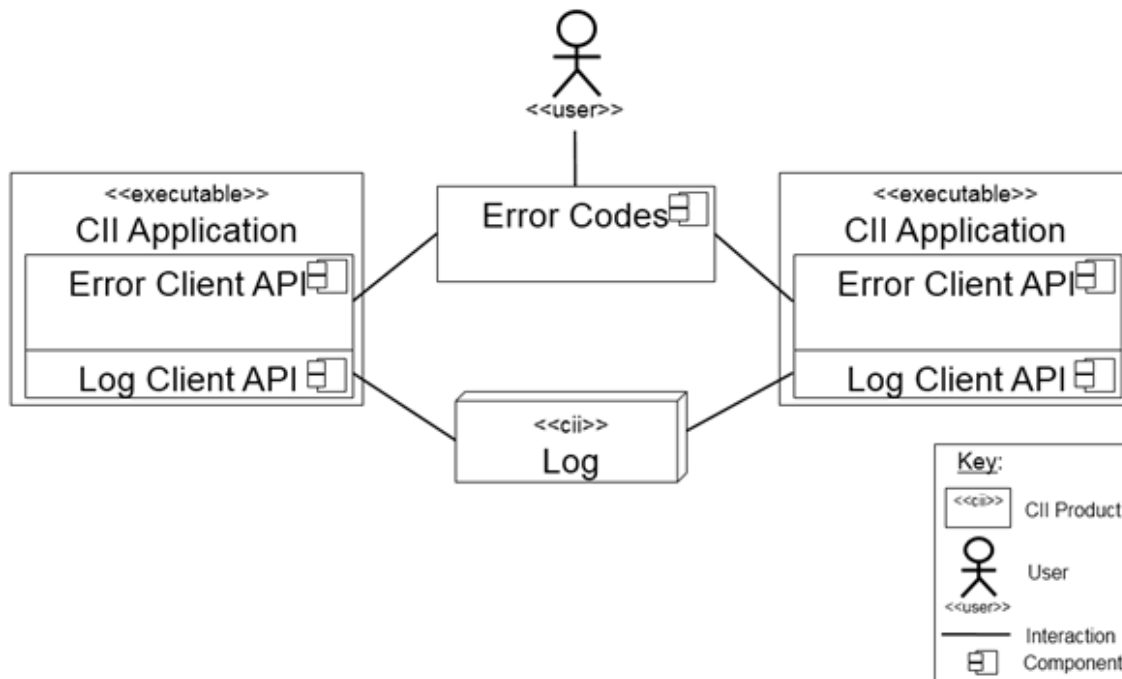 <<user>>
<<executable>>
CII Application
Error Client API
Log Client API
Error Codes
<<executable>>
CII Application
Error Client API
Log Client API
<<cii>>
Log
Key:
<<cii>>
CII Product
User
<<user>>
Interaction
Component